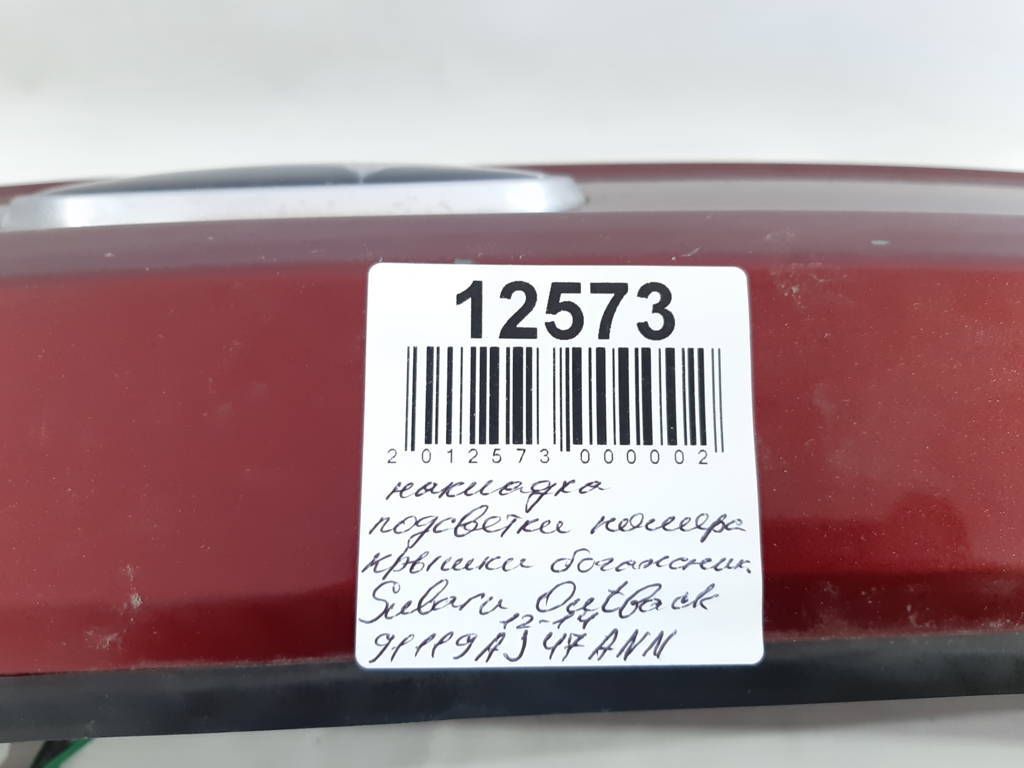 12573
2 012573 000002
накладка
подсветки номера
крышки багажник.
Subaru Outback
12-14
91119AJ47ANN